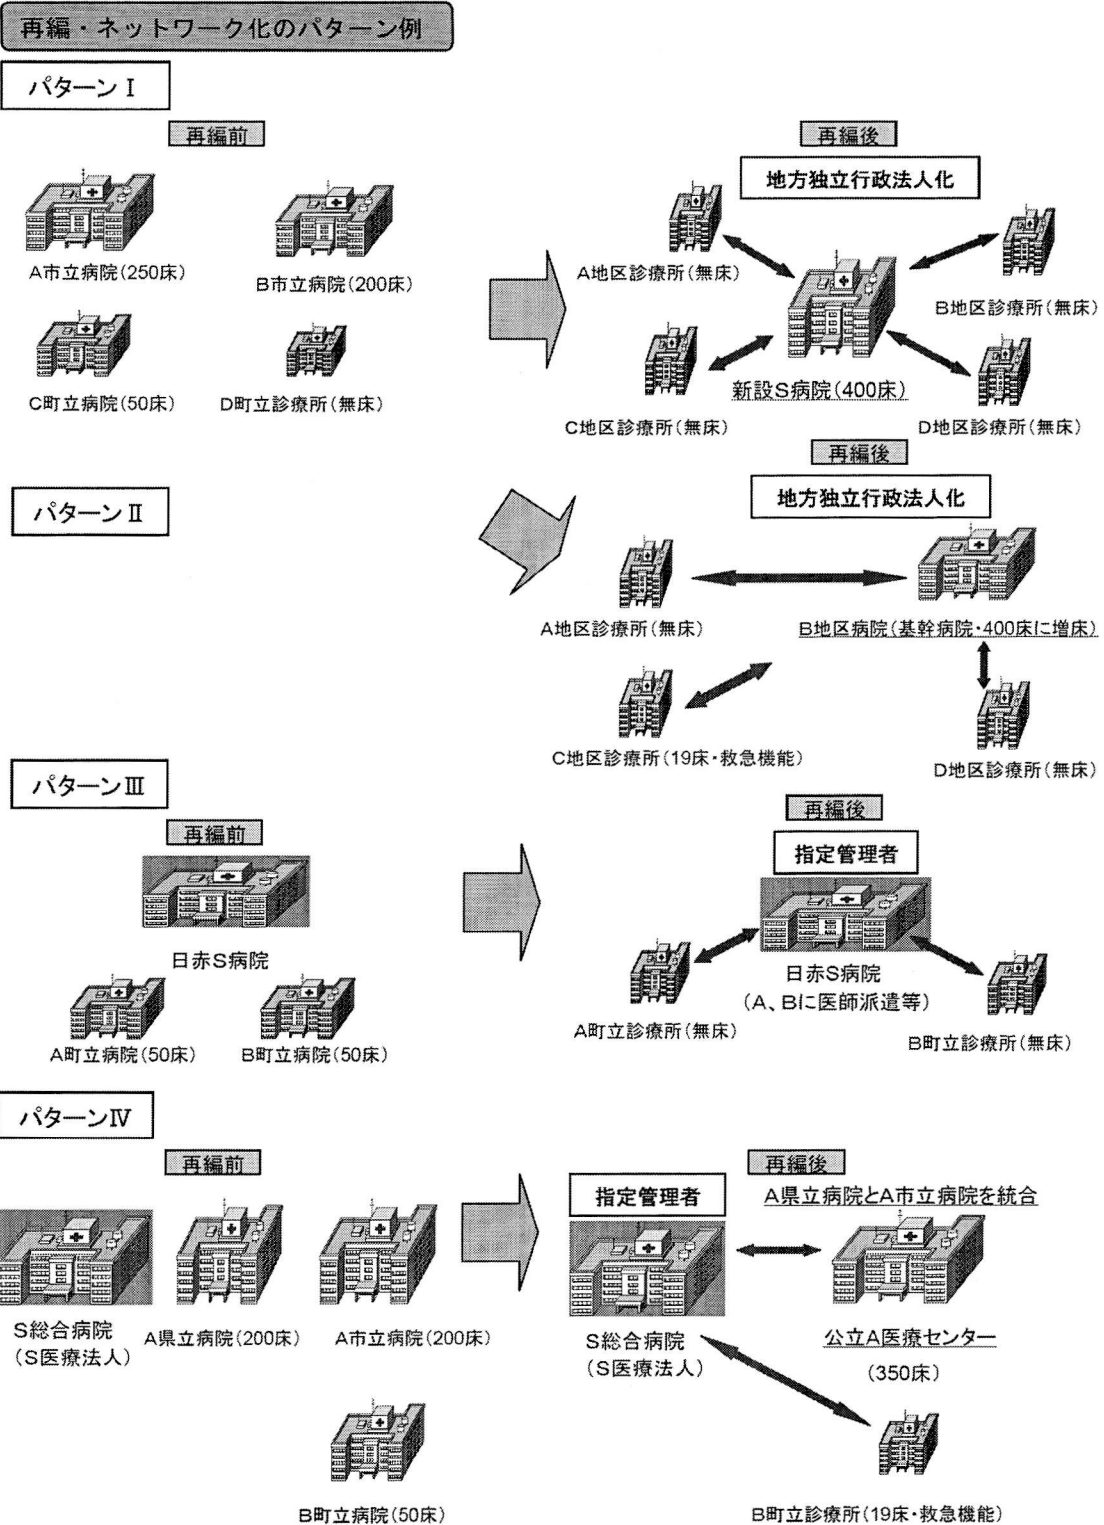 再編・ネットワーク化のパターン例
パターンⅠ
再編前
A市立病院(250床)
B市立病院(200床)
C町立病院(50床)
D町立診療所(無床)
再編後
地方独立行政法人化
A地区診療所(無床)
B地区診療所(無床)
新設S病院(400床)
C地区診療所(無床)
D地区診療所(無床)
パターンⅡ
再編後
地方独立行政法人化
A地区診療所(無床)
B地区病院(基幹病院・400床に増床)
C地区診療所(19床・救急機能)
D地区診療所(無床)
パターンⅢ
再編前
日赤S病院
A町立病院(50床)
B町立病院(50床)
再編後
指定管理者
日赤S病院
(A、Bに医師派遣等)
A町立診療所(無床)
B町立診療所(無床)
パターンⅣ
再編前
S総合病院
(S医療法人)
A県立病院(200床)
A市立病院(200床)
B町立病院(50床)
再編後
指定管理者
A県立病院とA市立病院を統合
S総合病院
(S医療法人)
公立A医療センター
(350床)
B町立診療所(19床・救急機能)